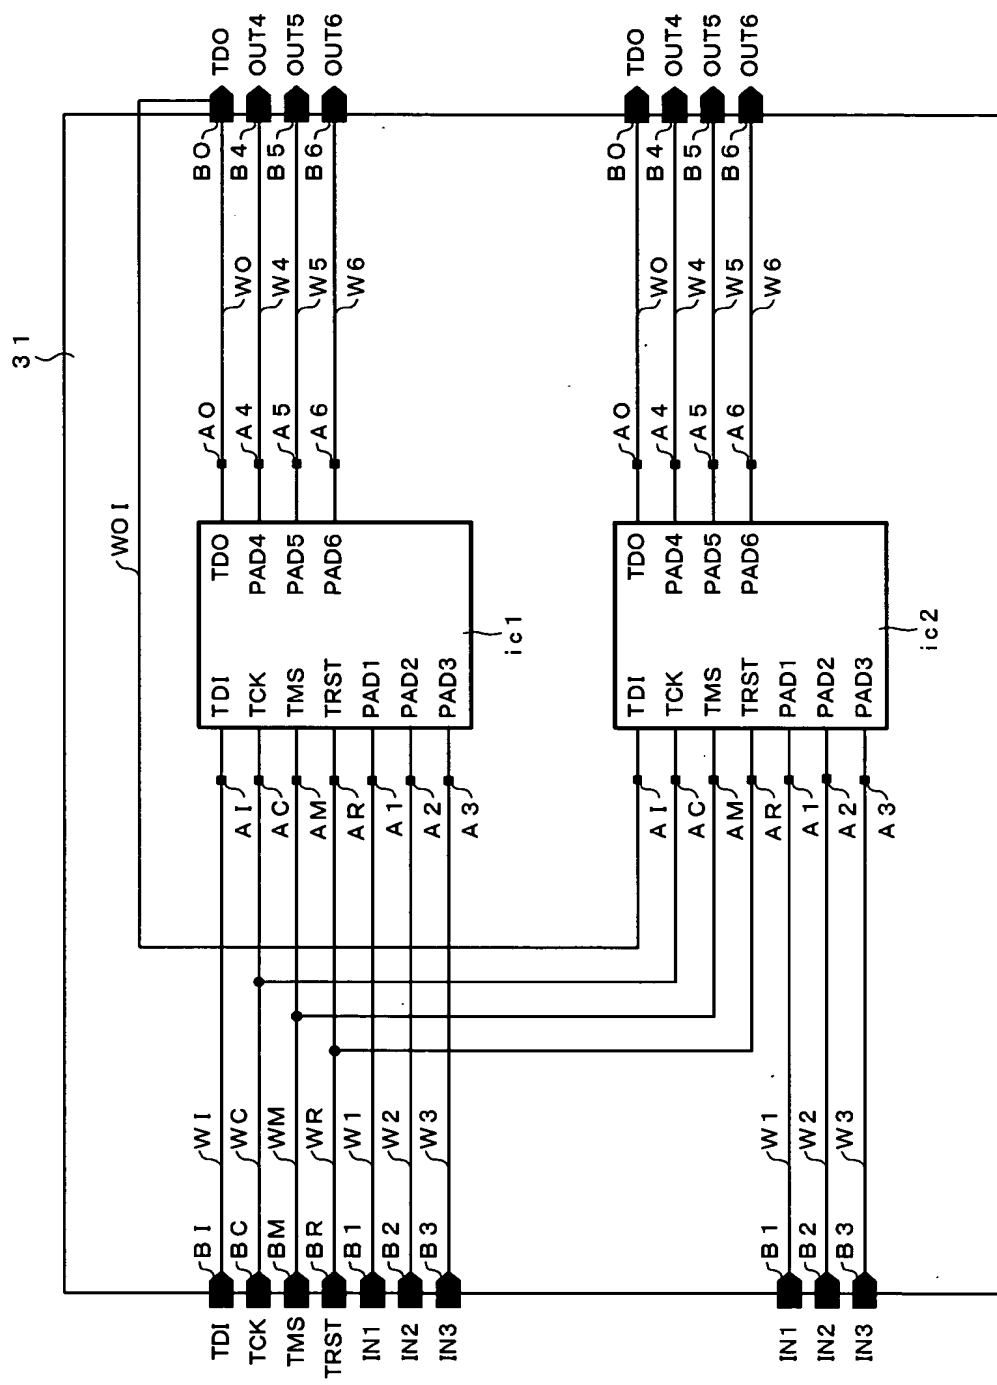 31
WOI
TDI
TCK
TMS
TRST
IN1
IN2
IN3
BI
BC
BM
BR
B1
B2
B3
WI
WC
WM
WR
W1
W2
W3
AI
AC
AM
AR
A1
A2
A3
TDI
TCK
TMS
TRST
PAD1
PAD2
PAD3
TDO
PAD4
PAD5
PAD6
ic1
AO
A4
A5
A6
WO
W4
W5
W6
BO
B4
B5
B6
TDO
OUT4
OUT5
OUT6
IN1
IN2
IN3
B1
B2
B3
W1
W2
W3
AI
AC
AM
AR
A1
A2
A3
TDI
TCK
TMS
TRST
PAD1
PAD2
PAD3
TDO
PAD4
PAD5
PAD6
ic2
AO
A4
A5
A6
WO
W4
W5
W6
BO
B4
B5
B6
TDO
OUT4
OUT5
OUT6